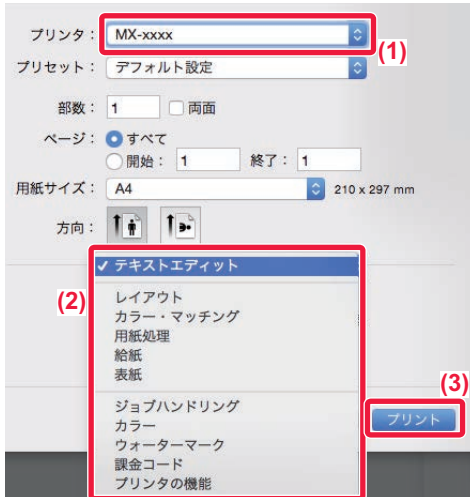 プリンタ： MX-xxxx
(1)
プリセット： デフォルト設定
部数： 1 両面
ページ： すべて
開始： 1 終了： 1
用紙サイズ： A4 210 x 297 mm
方向：
✓ テキストエディット
(2)
レイアウト
カラー・マッチング
用紙処理
給紙
表紙
(3)
ジョブハンドリング
プリント
カラー
ウォーターマーク
課金コード
プリンタの機能